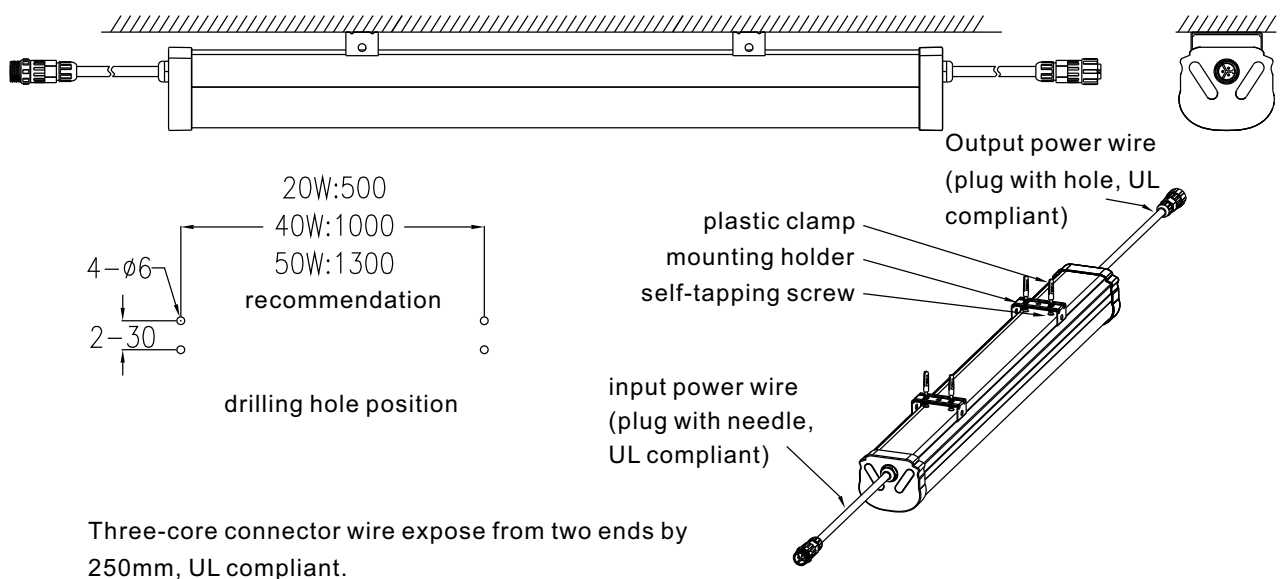 Output power wire
(plug with hole, UL
compliant)
20W:500
40W:1000
50W:1300
recommendation
4-ø6
2-30
drilling hole position
plastic clamp
mounting holder
self-tapping screw
input power wire
(plug with needle,
UL compliant)
Three-core connector wire expose from two ends by
250mm, UL compliant.